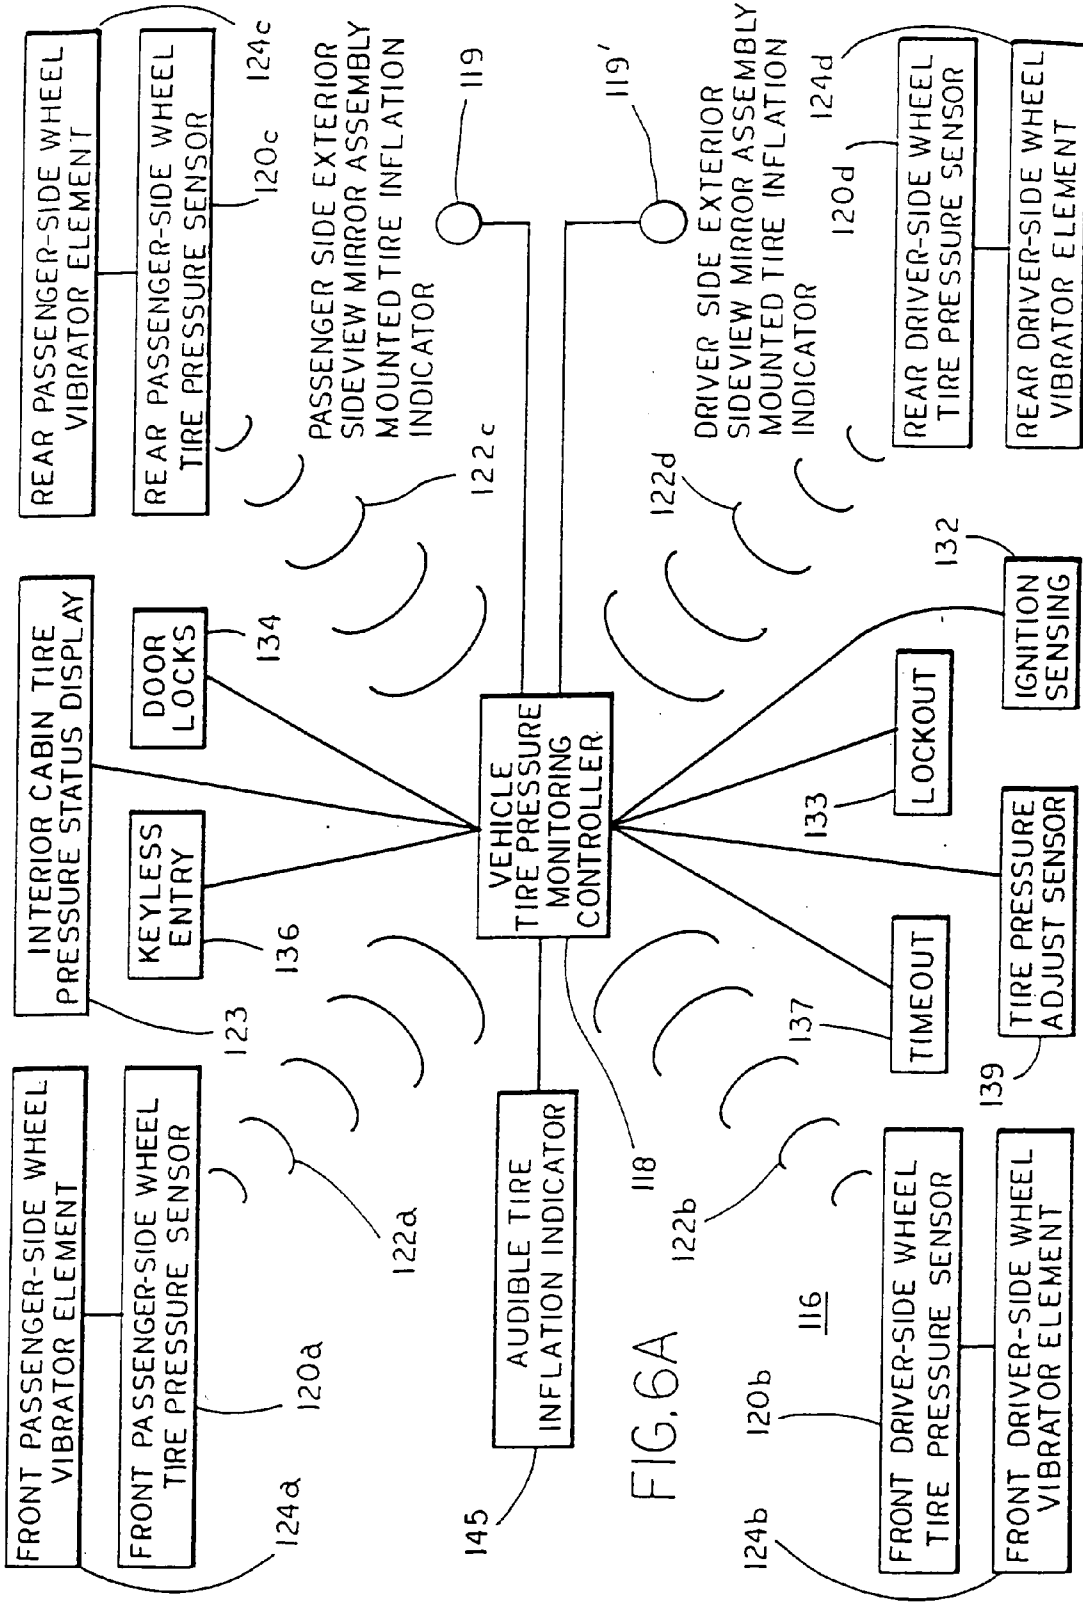 FRONT PASSENGER-SIDE WHEEL
VIBRATOR ELEMENT
124a
FRONT PASSENGER-SIDE WHEEL
TIRE PRESSURE SENSOR
120a
122a
INTERIOR CABIN TIRE
PRESSURE STATUS DISPLAY
123
KEYLESS
ENTRY
136
DOOR
LOCKS
134
REAR PASSENGER-SIDE WHEEL
VIBRATOR ELEMENT
124c
REAR PASSENGER-SIDE WHEEL
TIRE PRESSURE SENSOR
120c
122c
PASSENGER SIDE EXTERIOR
SIDEVIEW MIRROR ASSEMBLY
MOUNTED TIRE INFLATION
INDICATOR
119
AUDIBLE TIRE
INFLATION INDICATOR
145
VEHICLE
TIRE PRESSURE
MONITORING
CONTROLLER
118
119'
DRIVER SIDE EXTERIOR
SIDEVIEW MIRROR ASSEMBLY
MOUNTED TIRE INFLATION
INDICATOR
FIG. 6A
116
122b
120b
FRONT DRIVER-SIDE WHEEL
TIRE PRESSURE SENSOR
124b
FRONT DRIVER-SIDE WHEEL
VIBRATOR ELEMENT
137
TIMEOUT
139
TIRE PRESSURE
ADJUST SENSOR
133
LOCKOUT
132
IGNITION
SENSING
122d
120d
124d
REAR DRIVER-SIDE WHEEL
TIRE PRESSURE SENSOR
REAR DRIVER-SIDE WHEEL
VIBRATOR ELEMENT